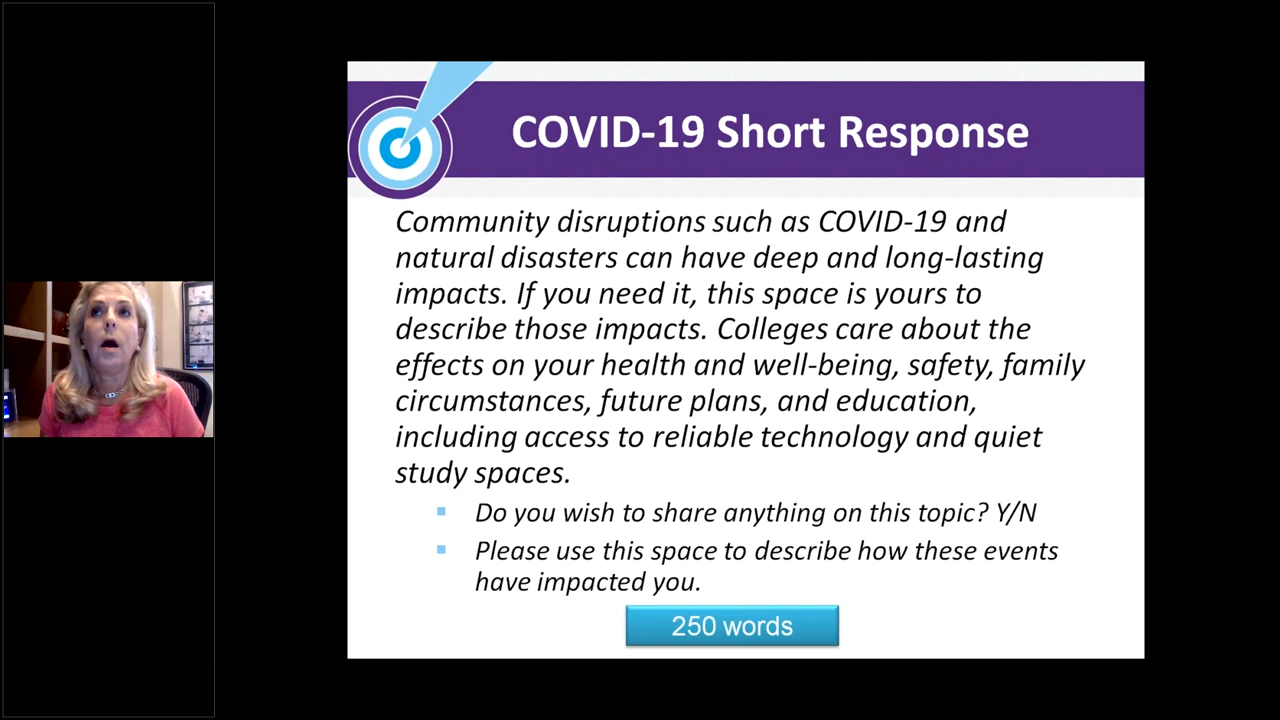 COVID-19 Short Response
Community disruptions such as COVID-19 and
natural disasters can have deep and long-lasting
impacts. If you need it, this space is yours to
describe those impacts. Colleges care about the
effects on your health and well-being, safety, family
circumstances, future plans, and education,
including access to reliable technology and quiet
study spaces.
Do you wish to share anything on this topic? Y/N
Please use this space to describe how these events
have impacted you.
250 words